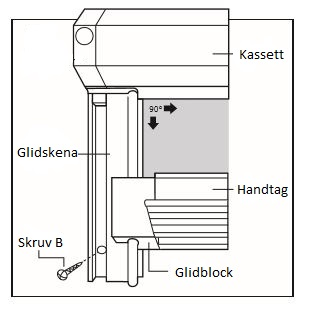 Kassett
90°
Glidskena
Handtag
Skruv B
Glidblock